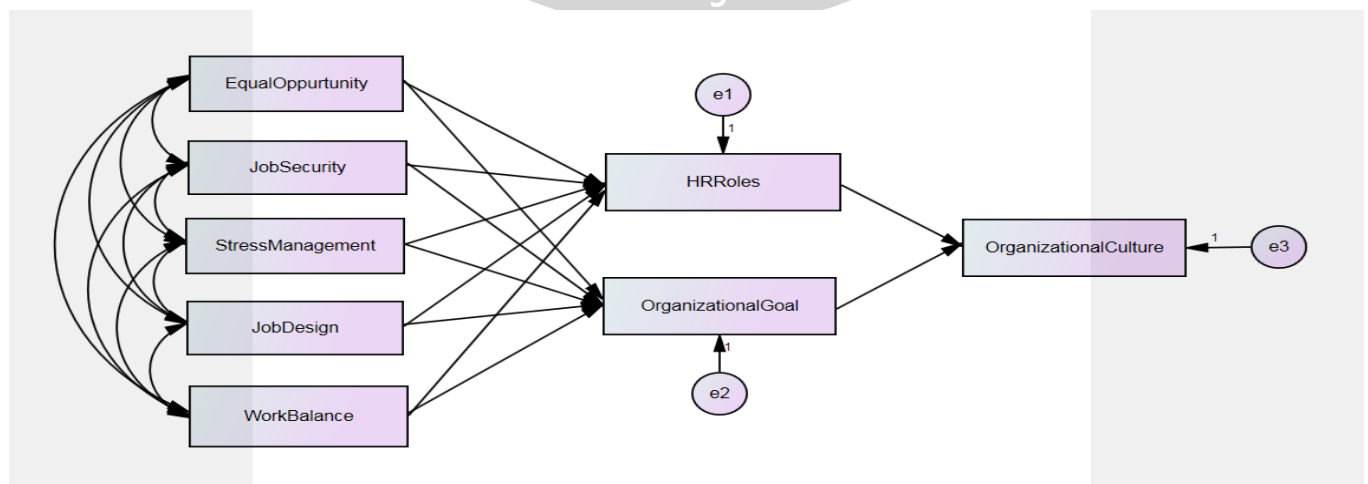 EqualOppurtunity
JobSecurity
StressManagement
JobDesign
WorkBalance
e1
1
HRRoles
OrganizationalGoal
1
e2
OrganizationalCulture
1
e3